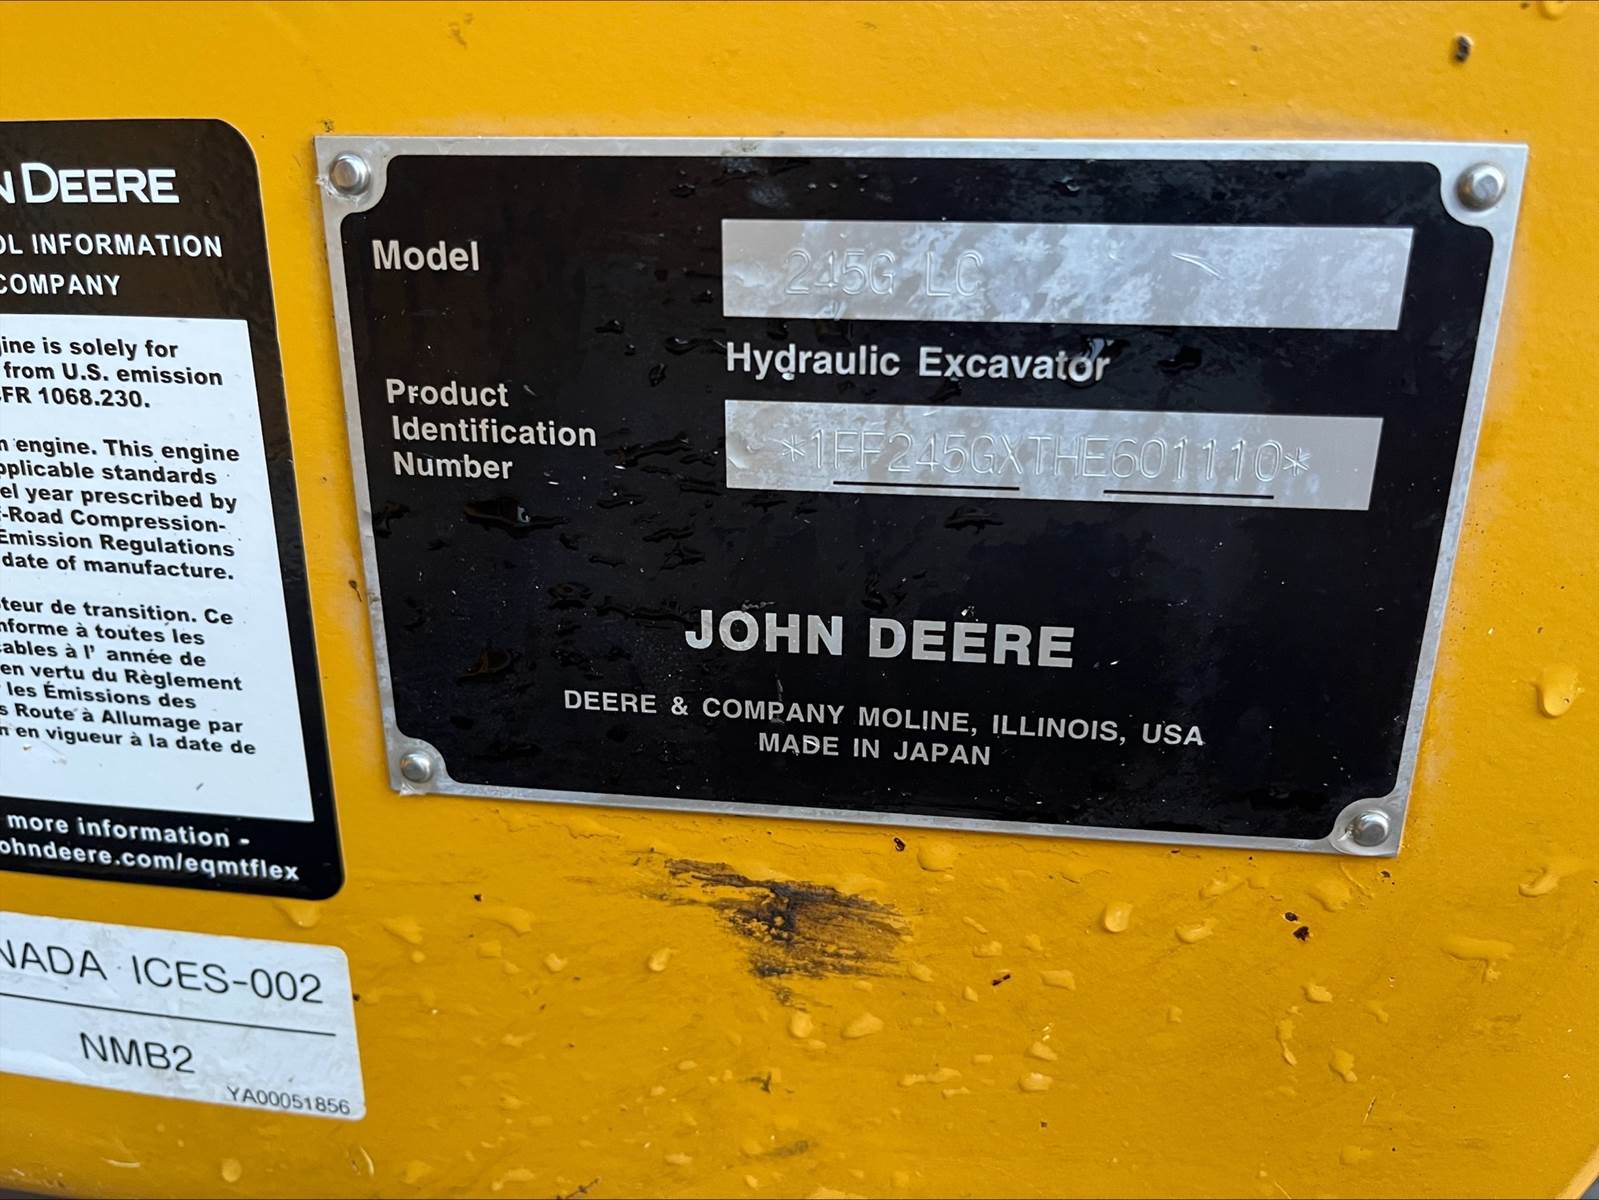 N DEERE
OL INFORMATION
COMPANY
gine is solely for
from U.S. emission
FR 1068.230.
n engine. This engine
pplicable standards
el year prescribed by
f-Road Compression-
Emission Regulations
date of manufacture.
teur de transition. Ce
nforme à toutes les
cables à l' année de
en vertu du Règlement
les Émissions des
s Route à Allumage par
n en vigueur à la date de
more information -
ohndeere.com/eqmtflex
NADA ICES-002
NMB2
YA00051856
Model
245G LC
Hydraulic Excavator
Product
Identification
Number
*1FF245GXTHE601110*
JOHN DEERE
DEERE & COMPANY MOLINE, ILLINOIS, USA
MADE IN JAPAN